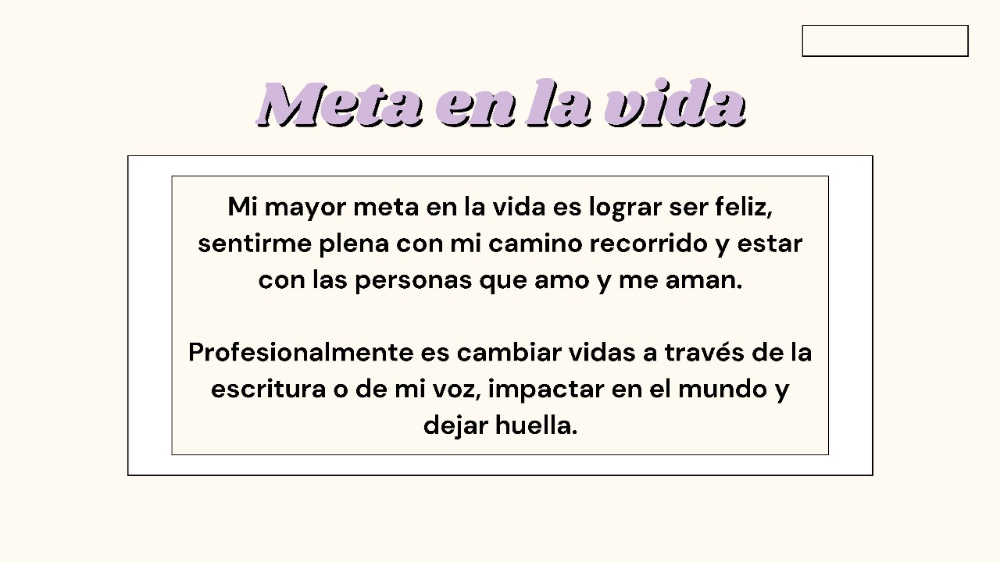 Meta en la vida
Mi mayor meta en la vida es lograr ser feliz,
sentirme plena con mi camino recorrido y estar
con las personas que amo y me aman.
Profesionalmente es cambiar vidas a través de la
escritura o de mi voz, impactar en el mundo y
dejar huella.